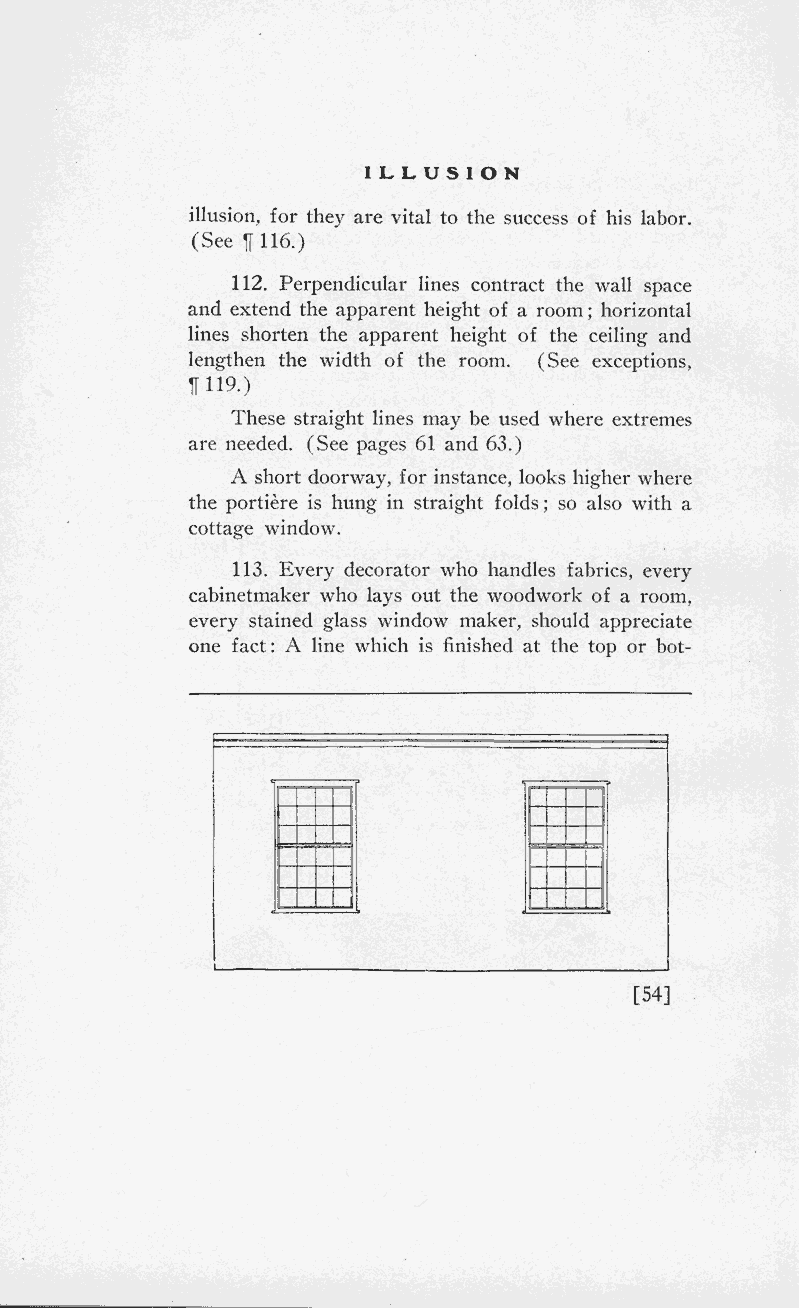 ILLUSION
illusion, for they are vital to the success of his labor.
(See ¶ 116.)
112. Perpendicular lines contract the wall space
and extend the apparent height of a room; horizontal
lines shorten the apparent height of the ceiling and
lengthen the width of the room. (See exceptions,
¶ 119.)
These straight lines may be used where extremes
are needed. (See pages 61 and 63.)
A short doorway, for instance, looks higher where
the portière is hung in straight folds; so also with a
cottage window.
113. Every decorator who handles fabrics, every
cabinetmaker who lays out the woodwork of a room,
every stained glass window maker, should appreciate
one fact: A line which is finished at the top or bot-
[54]